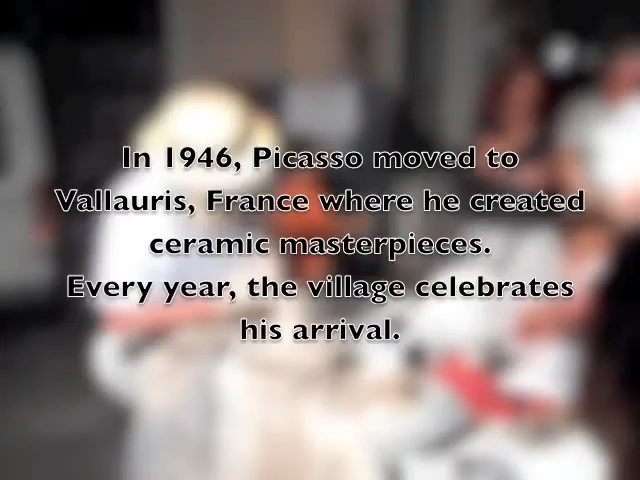 In 1946, Picasso moved to
Vallauris, France where he created
ceramic masterpieces.
Every year, the village celebrates
his arrival.